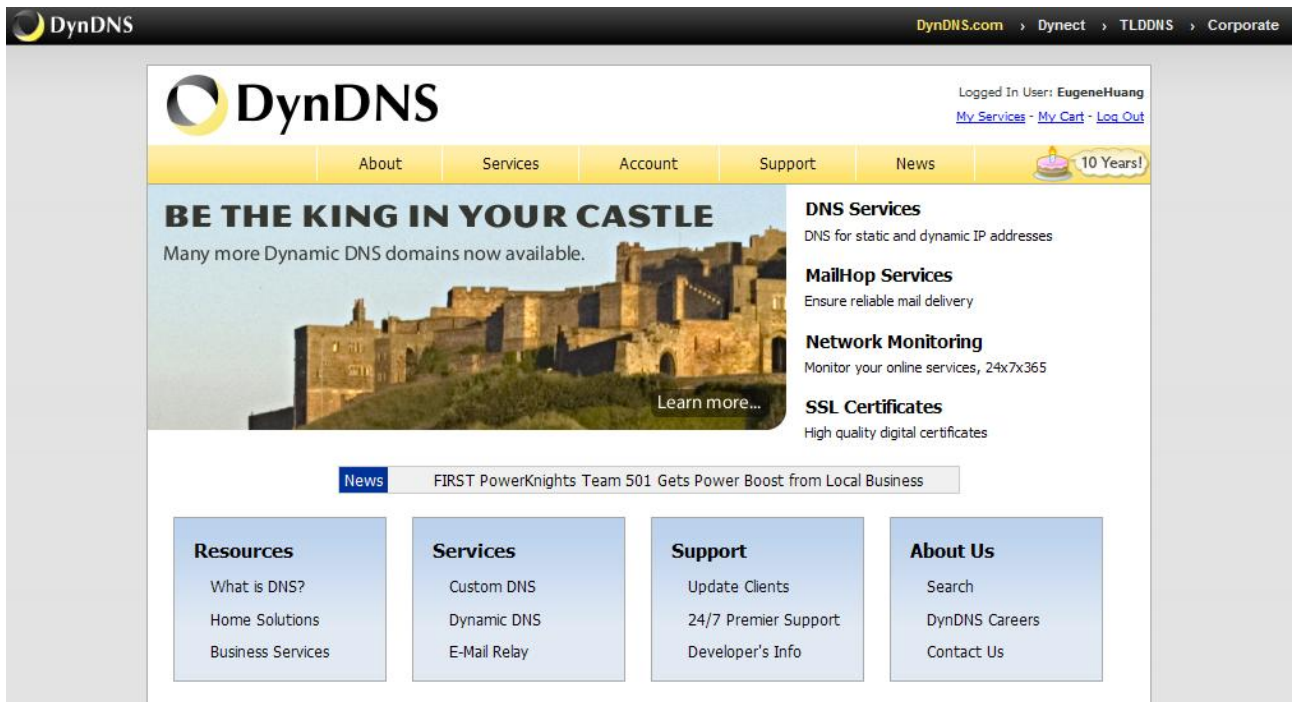 DynDNS
DynDNS.com › Dynect › TLDDNS › Corporate
DynDNS
Logged In User: EugeneHuang
My Services - My Cart - Log Out
About Services Account Support News 10 Years!
BE THE KING IN YOUR CASTLE
Many more Dynamic DNS domains now available.
Learn more...
DNS Services
DNS for static and dynamic IP addresses
MailHop Services
Ensure reliable mail delivery
Network Monitoring
Monitor your online services, 24x7x365
SSL Certificates
High quality digital certificates
News FIRST PowerKnights Team 501 Gets Power Boost from Local Business
Resources
What is DNS?
Home Solutions
Business Services
Services
Custom DNS
Dynamic DNS
E-Mail Relay
Support
Update Clients
24/7 Premier Support
Developer's Info
About Us
Search
DynDNS Careers
Contact Us